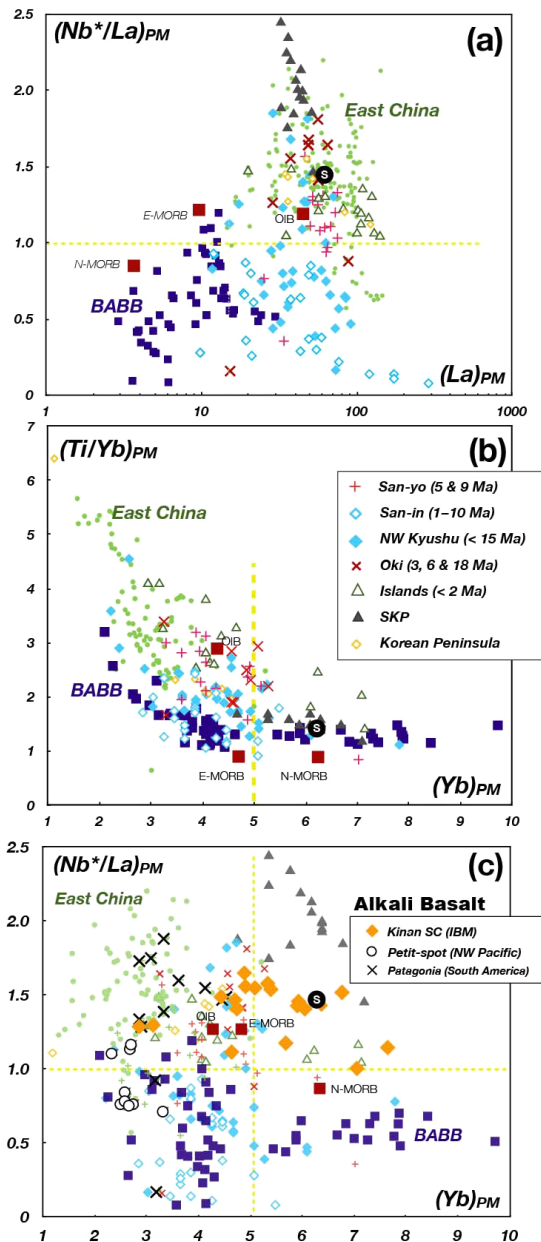 (Nb*/La)PM
(a)
2.5
2.0
1.5
1.0
0.5
0
East China
S
E-MORB
OIB
N-MORB
BABB
(La)PM
1
10
100
1000
(Ti/Yb)PM
(b)
7
6
5
4
3
2
1
0
East China
San-yo (5 & 9 Ma)
San-in (1–10 Ma)
NW Kyushu (< 15 Ma)
Oki (3, 6 & 18 Ma)
Islands (< 2 Ma)
SKP
Korean Peninsula
OIB
BABB
S
E-MORB
N-MORB
(Yb)PM
1 2 3 4 5 6 7 8 9 10
(Nb*/La)PM
(c)
2.5
2.0
1.5
1.0
0.5
0
East China
Alkali Basalt
Kinan SC (IBM)
Petit-spot (NW Pacific)
Patagonia (South America)
S
OIB
E-MORB
N-MORB
BABB
(Yb)PM
1 2 3 4 5 6 7 8 9 10